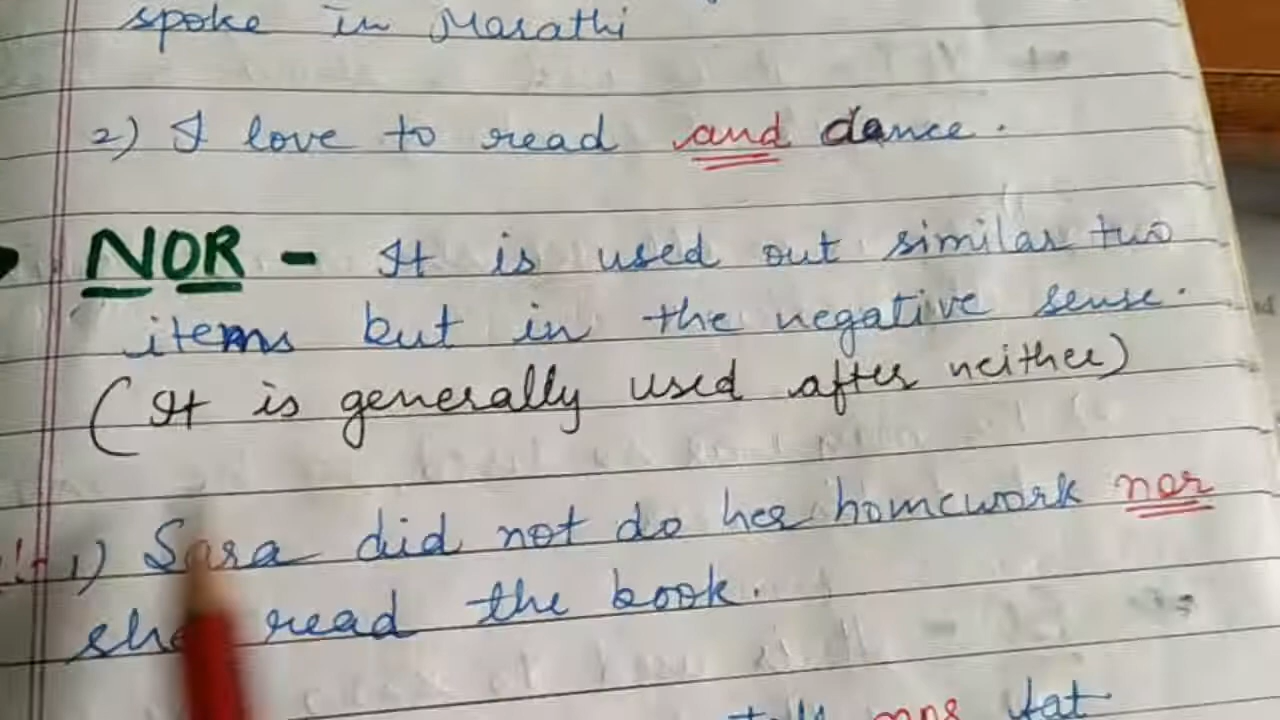 spoke in Marathi
2) I love to read and dance.
NOR - It is used out similar two
items but in the negative sense.
(It is generally used after neither)
1) Sara did not do her homework nor
she read the book.
fat